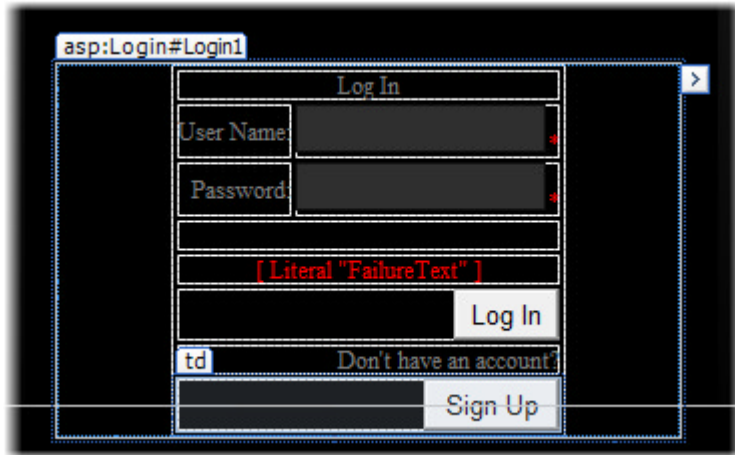 asp:Login#Login1
Log In
User Name:
*
Password:
*
[ Literal "FailureText" ]
Log In
td
Don't have an account?
Sign Up